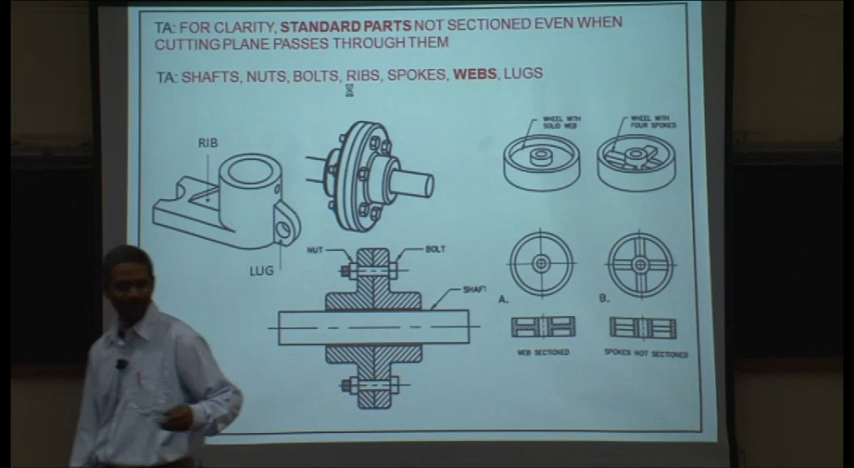 TA: FOR CLARITY, STANDARD PARTS NOT SECTIONED EVEN WHEN
CUTTING PLANE PASSES THROUGH THEM
TA: SHAFTS, NUTS, BOLTS, RIBS, SPOKES, WEBS, LUGS
WHEEL WITH
SOLID WEB
WHEEL WITH
FOUR SPOKES
RIB
LUG
NUT
BOLT
SHAFT
A.
B.
WEB SECTIONED
SPOKES NOT SECTIONED